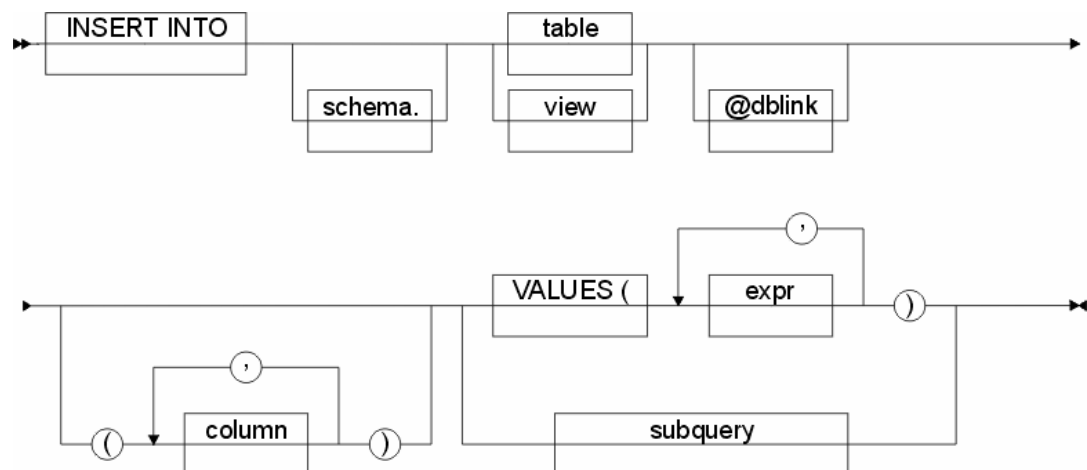 INSERT INTO table
schema. view @dblink
,
VALUES ( expr )
,
( column )
subquery